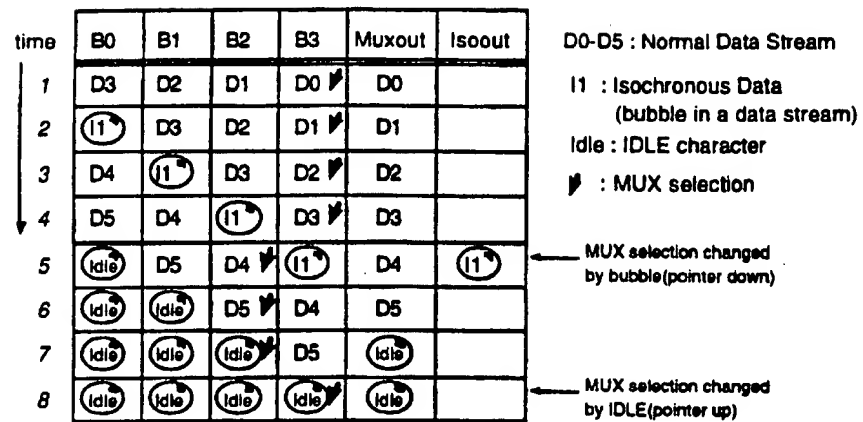 time B0 B1 B2 B3 Muxout Isoout
1 D3 D2 D1 D0 D0
2 I1 D3 D2 D1 D1
3 D4 I1 D3 D2 D2
4 D5 D4 I1 D3 D3
5 Idle D5 D4 I1 D4 I1
6 Idle Idle D5 D4 D5
7 Idle Idle Idle D5 Idle
8 Idle Idle Idle Idle Idle
D0-D5 : Normal Data Stream
I1 : Isochronous Data
(bubble in a data stream)
Idle : IDLE character
: MUX selection
MUX selection changed
by bubble(pointer down)
MUX selection changed
by IDLE(pointer up)